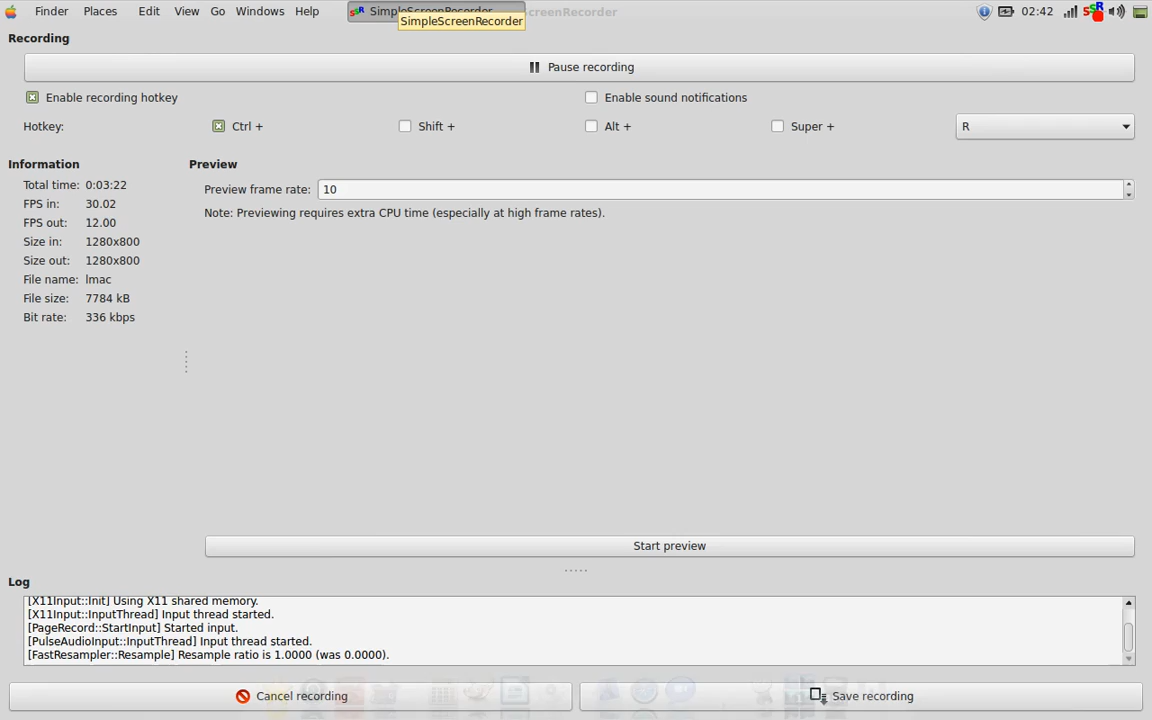 Finder Places Edit View Go Windows Help SimpleScreenRecorder creenRecorder 02:42
SimpleScreenRecorder
Recording
Pause recording
Enable recording hotkey Enable sound notifications
Hotkey: Ctrl + Shift + Alt + Super + R
Information Preview
Total time: 0:03:22
Preview frame rate: 10
FPS in: 30.02
Note: Previewing requires extra CPU time (especially at high frame rates).
FPS out: 12.00
Size in: 1280x800
Size out: 1280x800
File name: lmac
File size: 7784 kB
Bit rate: 336 kbps
Start preview
Log
[X11Input::Init] Using X11 shared memory.
[X11Input::InputThread] Input thread started.
[PageRecord::StartInput] Started input.
[PulseAudioInput::InputThread] Input thread started.
[FastResampler::Resample] Resample ratio is 1.0000 (was 0.0000).
Cancel recording Save recording